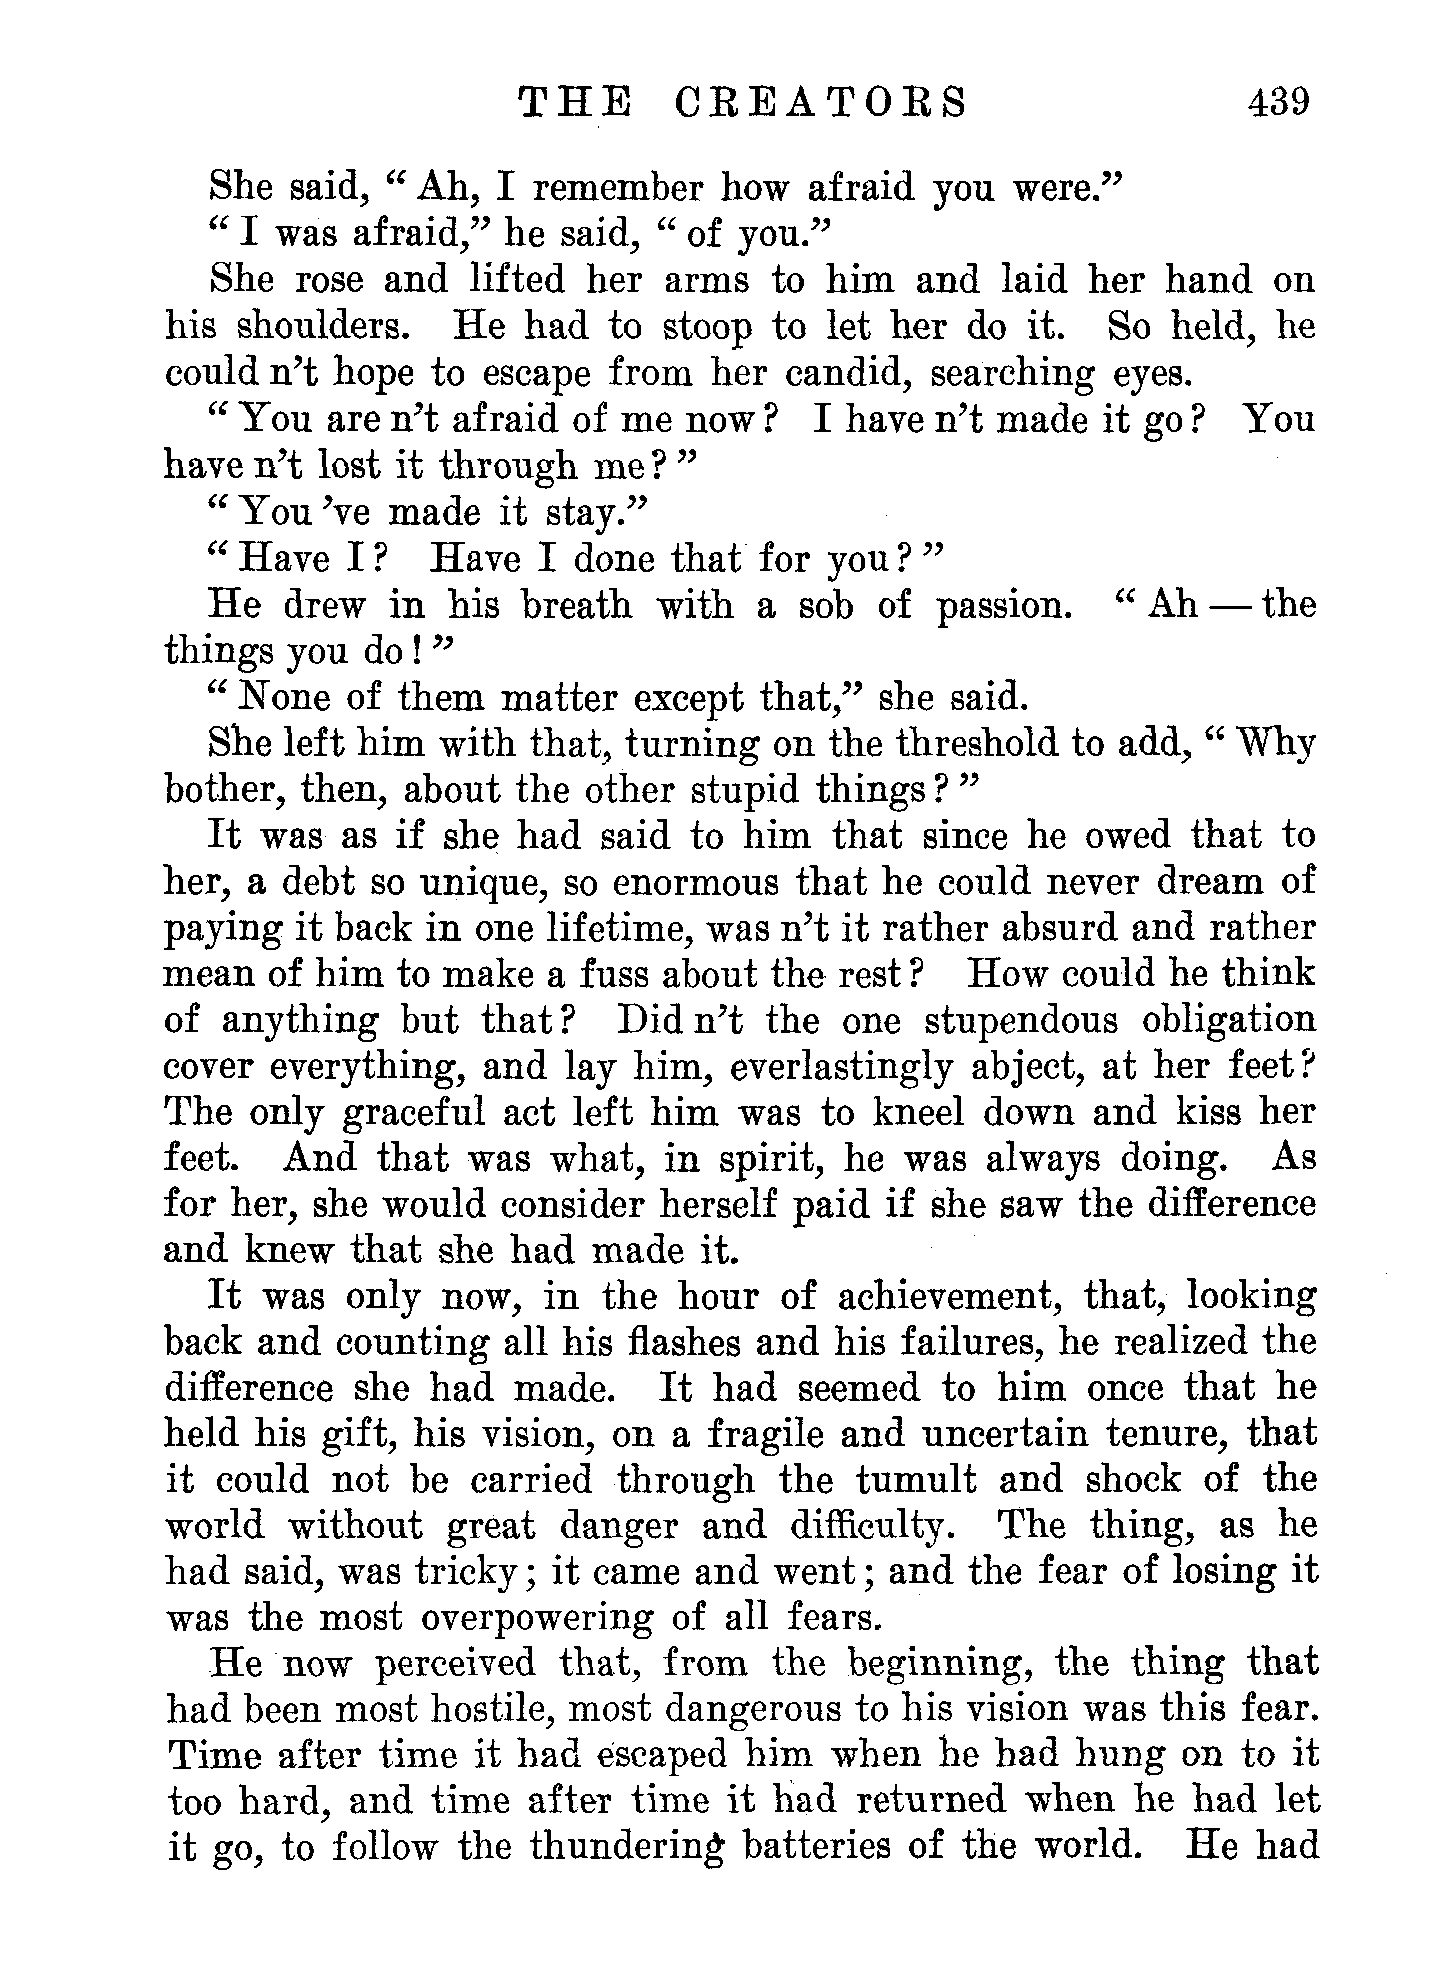 THE CREATORS 439
She said, “ Ah, I remember how afraid you were.”
“ I was afraid,” he said, “ of you.”
She rose and lifted her arms to him and laid her hand on
his shoulders. He had to stoop to let her do it. So held, he
could n’t hope to escape from her candid, searching eyes.
“ You are n’t afraid of me now? I have n’t made it go? You
have n’t lost it through me? ”
“ You ’ve made it stay.”
“ Have I? Have I done that for you? ”
He drew in his breath with a sob of passion. “ Ah — the
things you do! ”
“ None of them matter except that,” she said.
She left him with that, turning on the threshold to add, “ Why
bother, then, about the other stupid things? ”
It was as if she had said to him that since he owed that to
her, a debt so unique, so enormous that he could never dream of
paying it back in one lifetime, was n’t it rather absurd and rather
mean of him to make a fuss about the rest? How could he think
of anything but that? Did n’t the one stupendous obligation
cover everything, and lay him, everlastingly abject, at her feet?
The only graceful act left him was to kneel down and kiss her
feet. And that was what, in spirit, he was always doing. As
for her, she would consider herself paid if she saw the difference
and knew that she had made it.
It was only now, in the hour of achievement, that, looking
back and counting all his flashes and his failures, he realized the
difference she had made. It had seemed to him once that he
held his gift, his vision, on a fragile and uncertain tenure, that
it could not be carried through the tumult and shock of the
world without great danger and difficulty. The thing, as he
had said, was tricky; it came and went; and the fear of losing it
was the most overpowering of all fears.
He now perceived that, from the beginning, the thing that
had been most hostile, most dangerous to his vision was this fear.
Time after time it had escaped him when he had hung on to it
too hard, and time after time it had returned when he had let
it go, to follow the thundering batteries of the world. He had